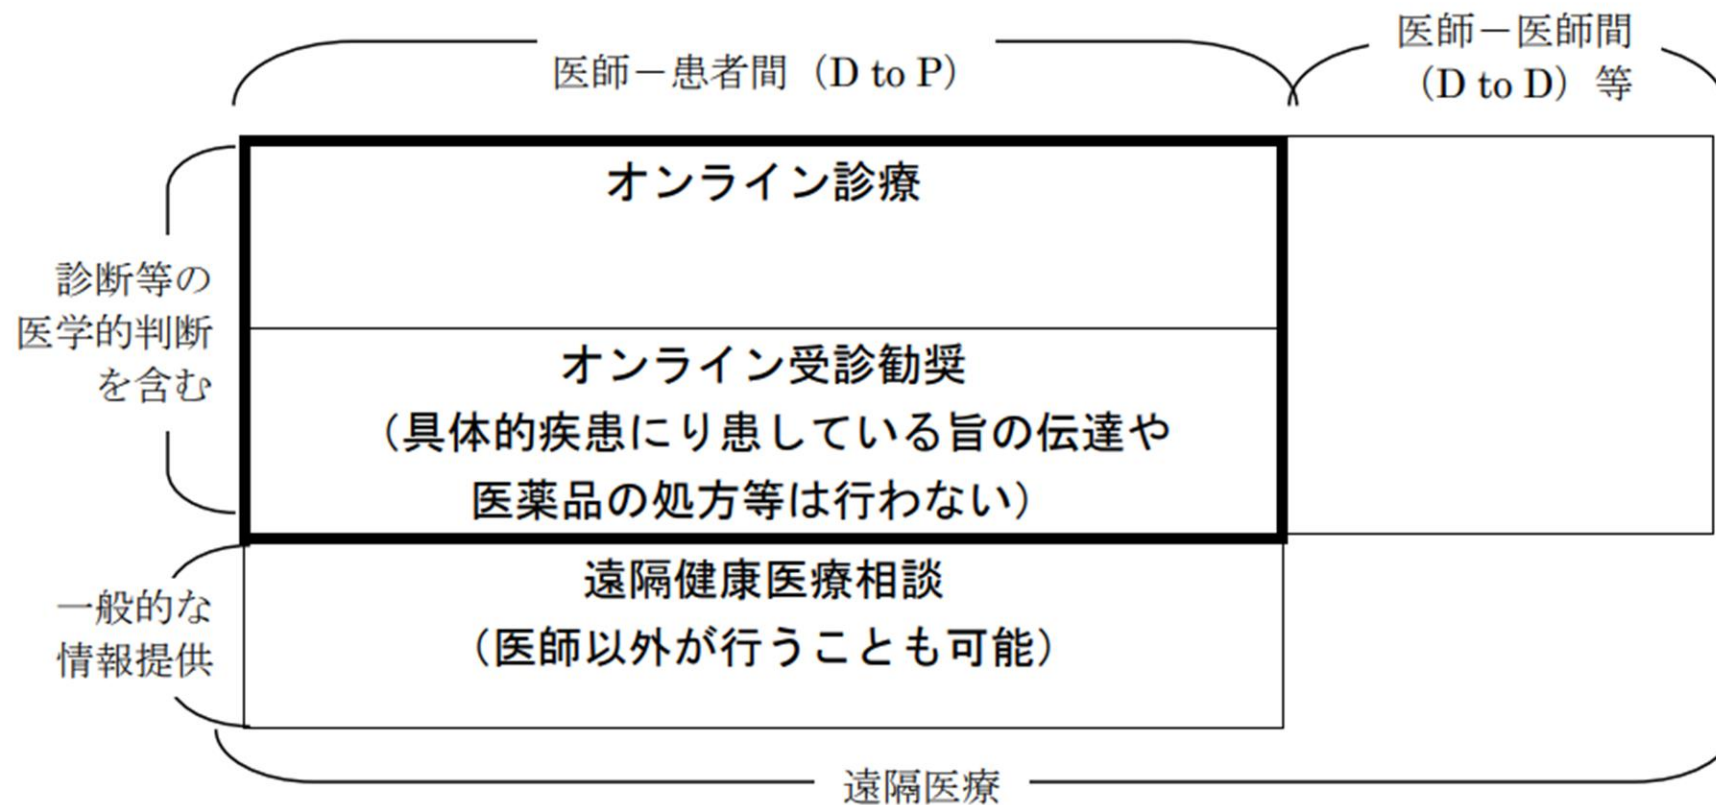 医師－患者間（D to P）
医師－医師間
（D to D）等
診断等の
医学的判断
を含む
オンライン診療
オンライン受診勧奨
（具体的疾患にり患している旨の伝達や
医薬品の処方等は行わない）
一般的な
情報提供
遠隔健康医療相談
（医師以外が行うことも可能）
遠隔医療